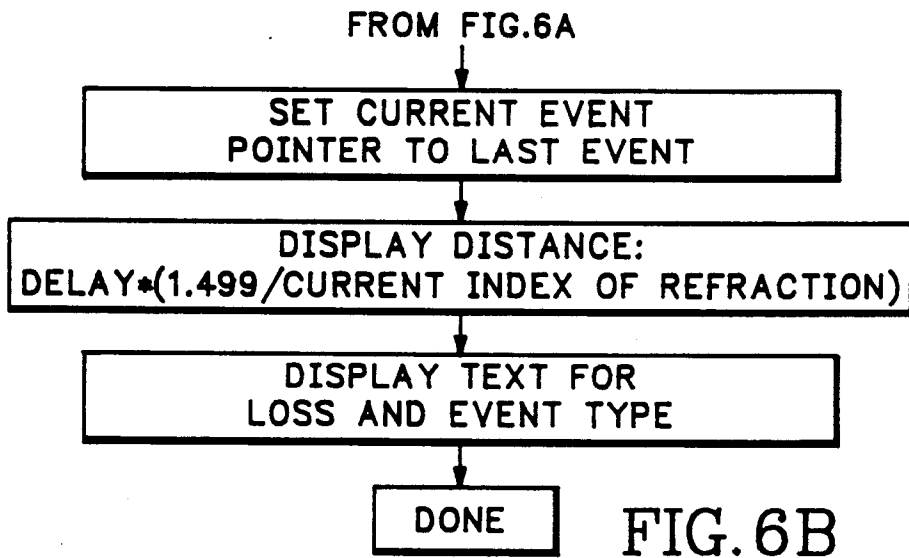 FROM FIG.6A
SET CURRENT EVENT
POINTER TO LAST EVENT
DISPLAY DISTANCE:
DELAY*(1.499/CURRENT INDEX OF REFRACTION)
DISPLAY TEXT FOR
LOSS AND EVENT TYPE
DONE
FIG.6B